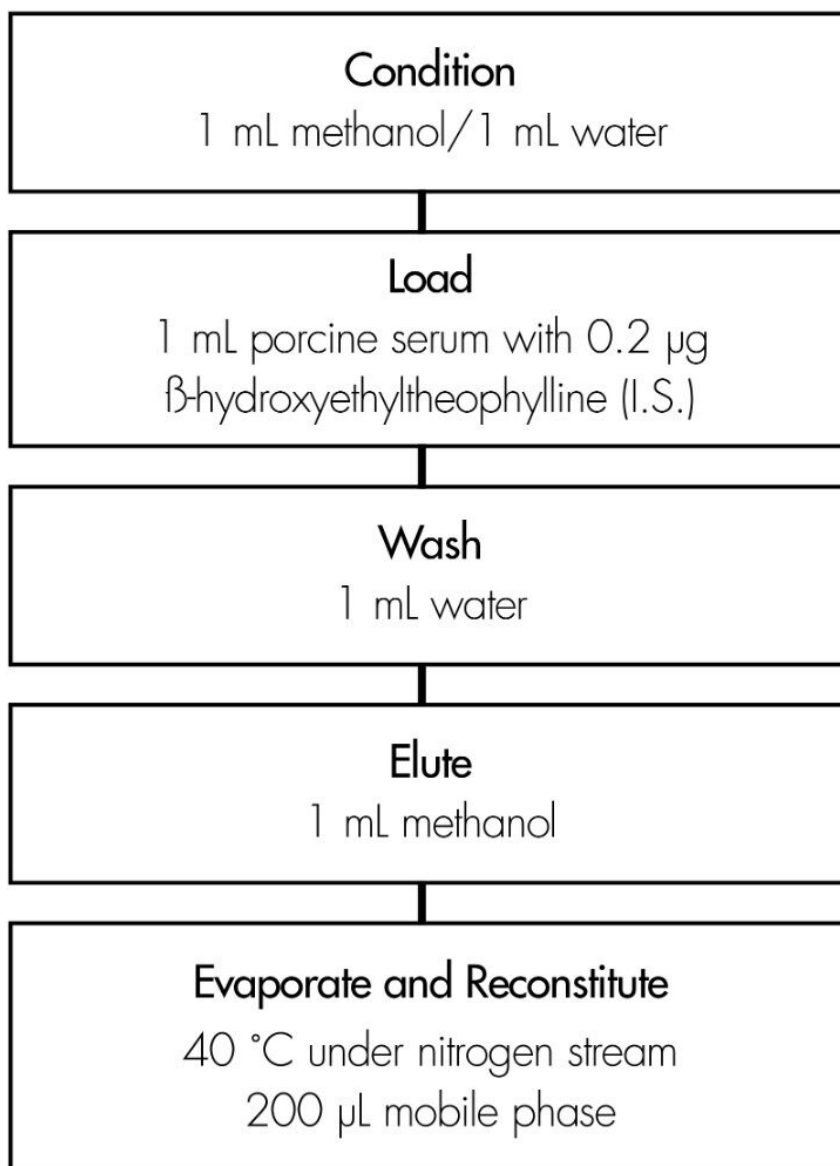 Condition
1 mL methanol/1 mL water
Load
1 mL porcine serum with 0.2 µg
ß-hydroxyethyltheophylline (I.S.)
Wash
1 mL water
Elute
1 mL methanol
Evaporate and Reconstitute
40 °C under nitrogen stream
200 µL mobile phase